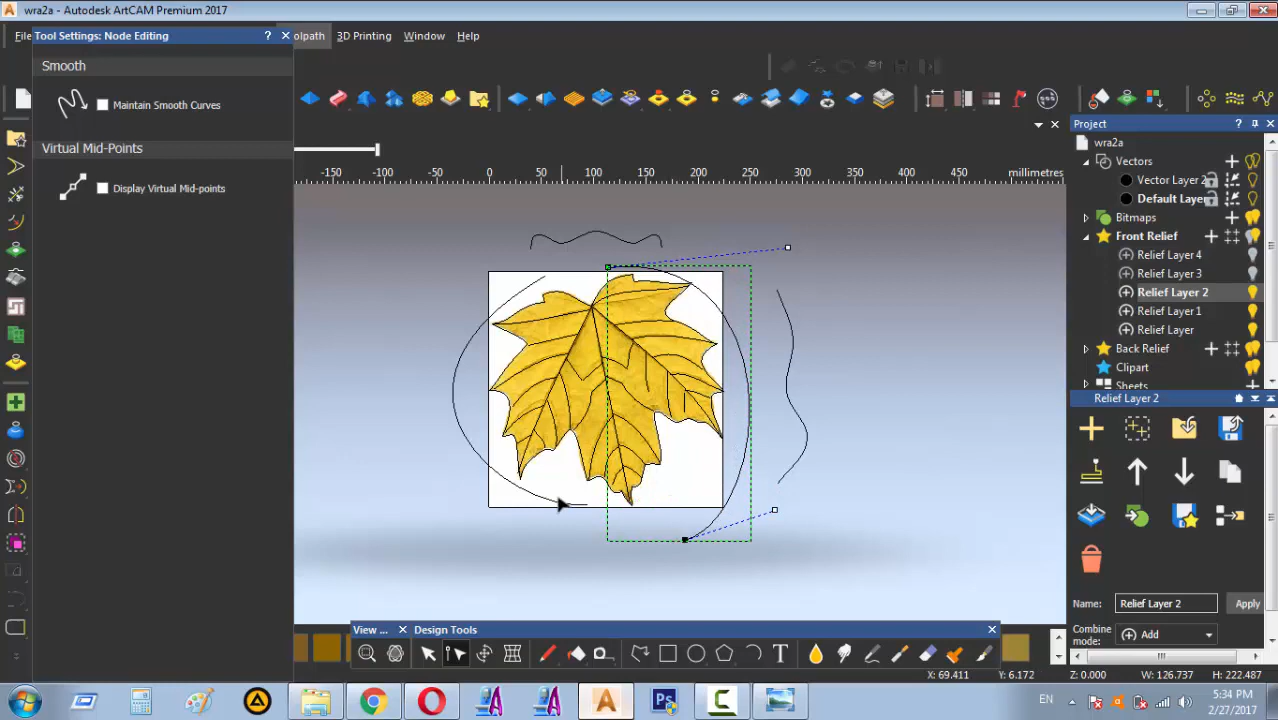 wra2a - Autodesk ArtCAM Premium 2017
File
Tool Settings: Node Editing ?
olpath 3D Printing Window Help
Smooth
Maintain Smooth Curves
Virtual Mid-Points
Display Virtual Mid-points
-150 -100 -50 0 50 100 150 200 250 300 350 400 450 millimetres
Project ?
wra2a
Vectors
Vector Layer 2
Default Layer
Bitmaps
Front Relief
Relief Layer 4
Relief Layer 3
Relief Layer 2
Relief Layer 1
Relief Layer
Back Relief
Clipart
Sheets
Relief Layer 2
Name: Relief Layer 2 Apply
Combine mode: Add
View ... Design Tools
T
X: 69.411 Y: 6.172 Z: 0.000 W: 126.737 H: 222.487
EN
5:34 PM
2/27/2017